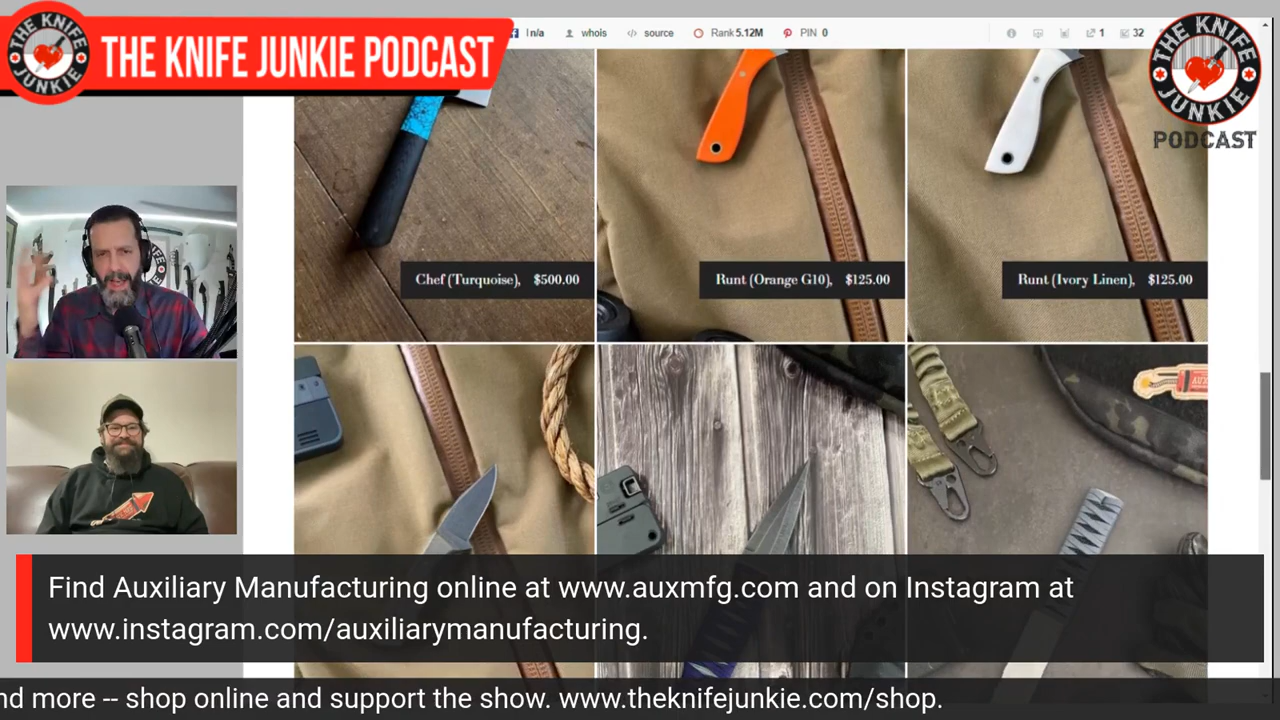 THE KNIFE
JUNKIE
THE KNIFE JUNKIE PODCAST
I n/a
whois
source
Rank 5.12M
PIN 0
1
32
THE KNIFE
JUNKIE
PODCAST
Chef (Turquoise), $500.00
Runt (Orange G10), $125.00
Runt (Ivory Linen), $125.00
Find Auxiliary Manufacturing online at www.auxmfg.com and on Instagram at
www.instagram.com/auxiliarymanufacturing.
nd more -- shop online and support the show. www.theknifejunkie.com/shop.